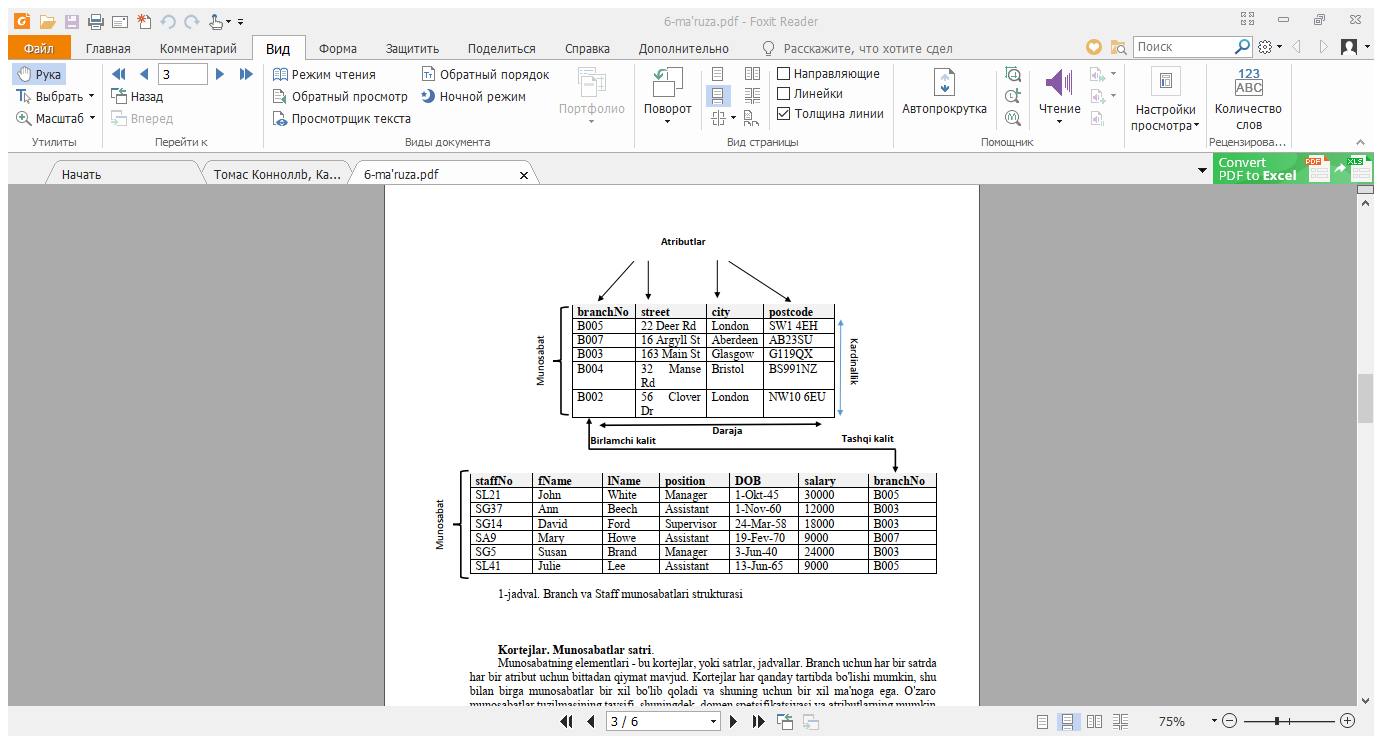 6-ma'ruza.pdf - Foxit Reader
Файл Главная Комментарий Вид Форма Защитить Поделиться Справка Дополнительно Расскажите, что хотите сдел Поиск
Рука 3 Режим чтения Обратный порядок Направляющие
Выбрать Назад Обратный просмотр Ночной режим Линейки
Масштаб Вперед Просмотрщик текста Толщина линии
Портфолио Поворот Автопрокрутка Чтение Настройки просмотра 123 ABC Количество слов
Утилиты Перейти к Виды документа Вид страницы Помощник Рецензирова...
Начать Томас Конноллb, Ка... 6-ma'ruza.pdf
Convert
PDF to Excel
PDF XLS
Atributlar
Munosabat
branchNo street city postcode
B005 22 Deer Rd London SW1 4EH
B007 16 Argyll St Aberdeen AB23SU
B003 163 Main St Glasgow G119QX
B004 32 Manse Rd Bristol BS991NZ
B002 56 Clover Dr London NW10 6EU
Kardinallik
Daraja
Birlamchi kalit Tashqi kalit
Munosabat
staffNo fName lName position DOB salary branchNo
SL21 John White Manager 1-Okt-45 30000 B005
SG37 Ann Beech Assistant 1-Nov-60 12000 B003
SG14 David Ford Supervisor 24-Mar-58 18000 B003
SA9 Mary Howe Assistant 19-Fev-70 9000 B007
SG5 Susan Brand Manager 3-Jun-40 24000 B003
SL41 Julie Lee Assistant 13-Jun-65 9000 B005
1-jadval. Branch va Staff munosabatlari strukturasi
Kortejlar. Munosabatlar satri.
Munosabatning elementlari - bu kortejlar, yoki satrlar, jadvallar. Branch uchun har bir satrda
har bir atribut uchun bittadan qiymat mavjud. Kortejlar har qanday tartibda bo'lishi mumkin, shu
bilan birga munosabatlar bir xil bo'lib qoladi va shuning uchun bir xil ma'noga ega. O'zaro
munosabatlar tuzilmasining tavsifi, shuningdek, domen spetsifikatsiyasi va atributlarning mumkin
3 / 6 75%